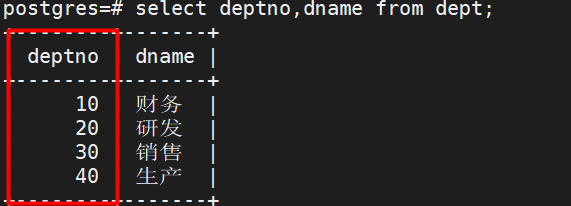 postgres=# select deptno,dname from dept;
-----------------+
deptno   dname |
-----------------+
10   财务   |
20   研发   |
30   销售   |
40   生产   |
-----------------+